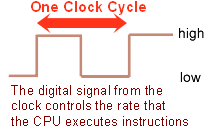 One Clock Cycle
high
low
The digital signal from the
clock controls the rate that
the CPU executes instructions